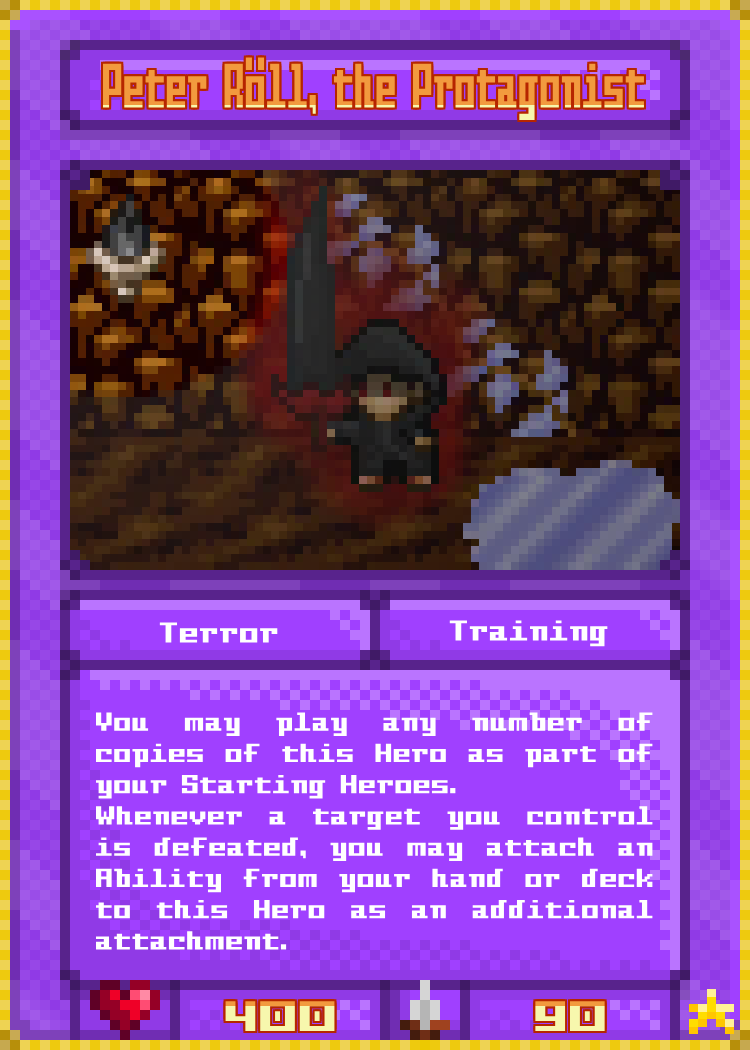 Peter Röll, the Protagonist
Terror
Training
You may play any number of
copies of this Hero as part of
your Starting Heroes.
Whenever a target you control
is defeated, you may attach an
Ability from your hand or deck
to this Hero as an additional
attachment.
400
90